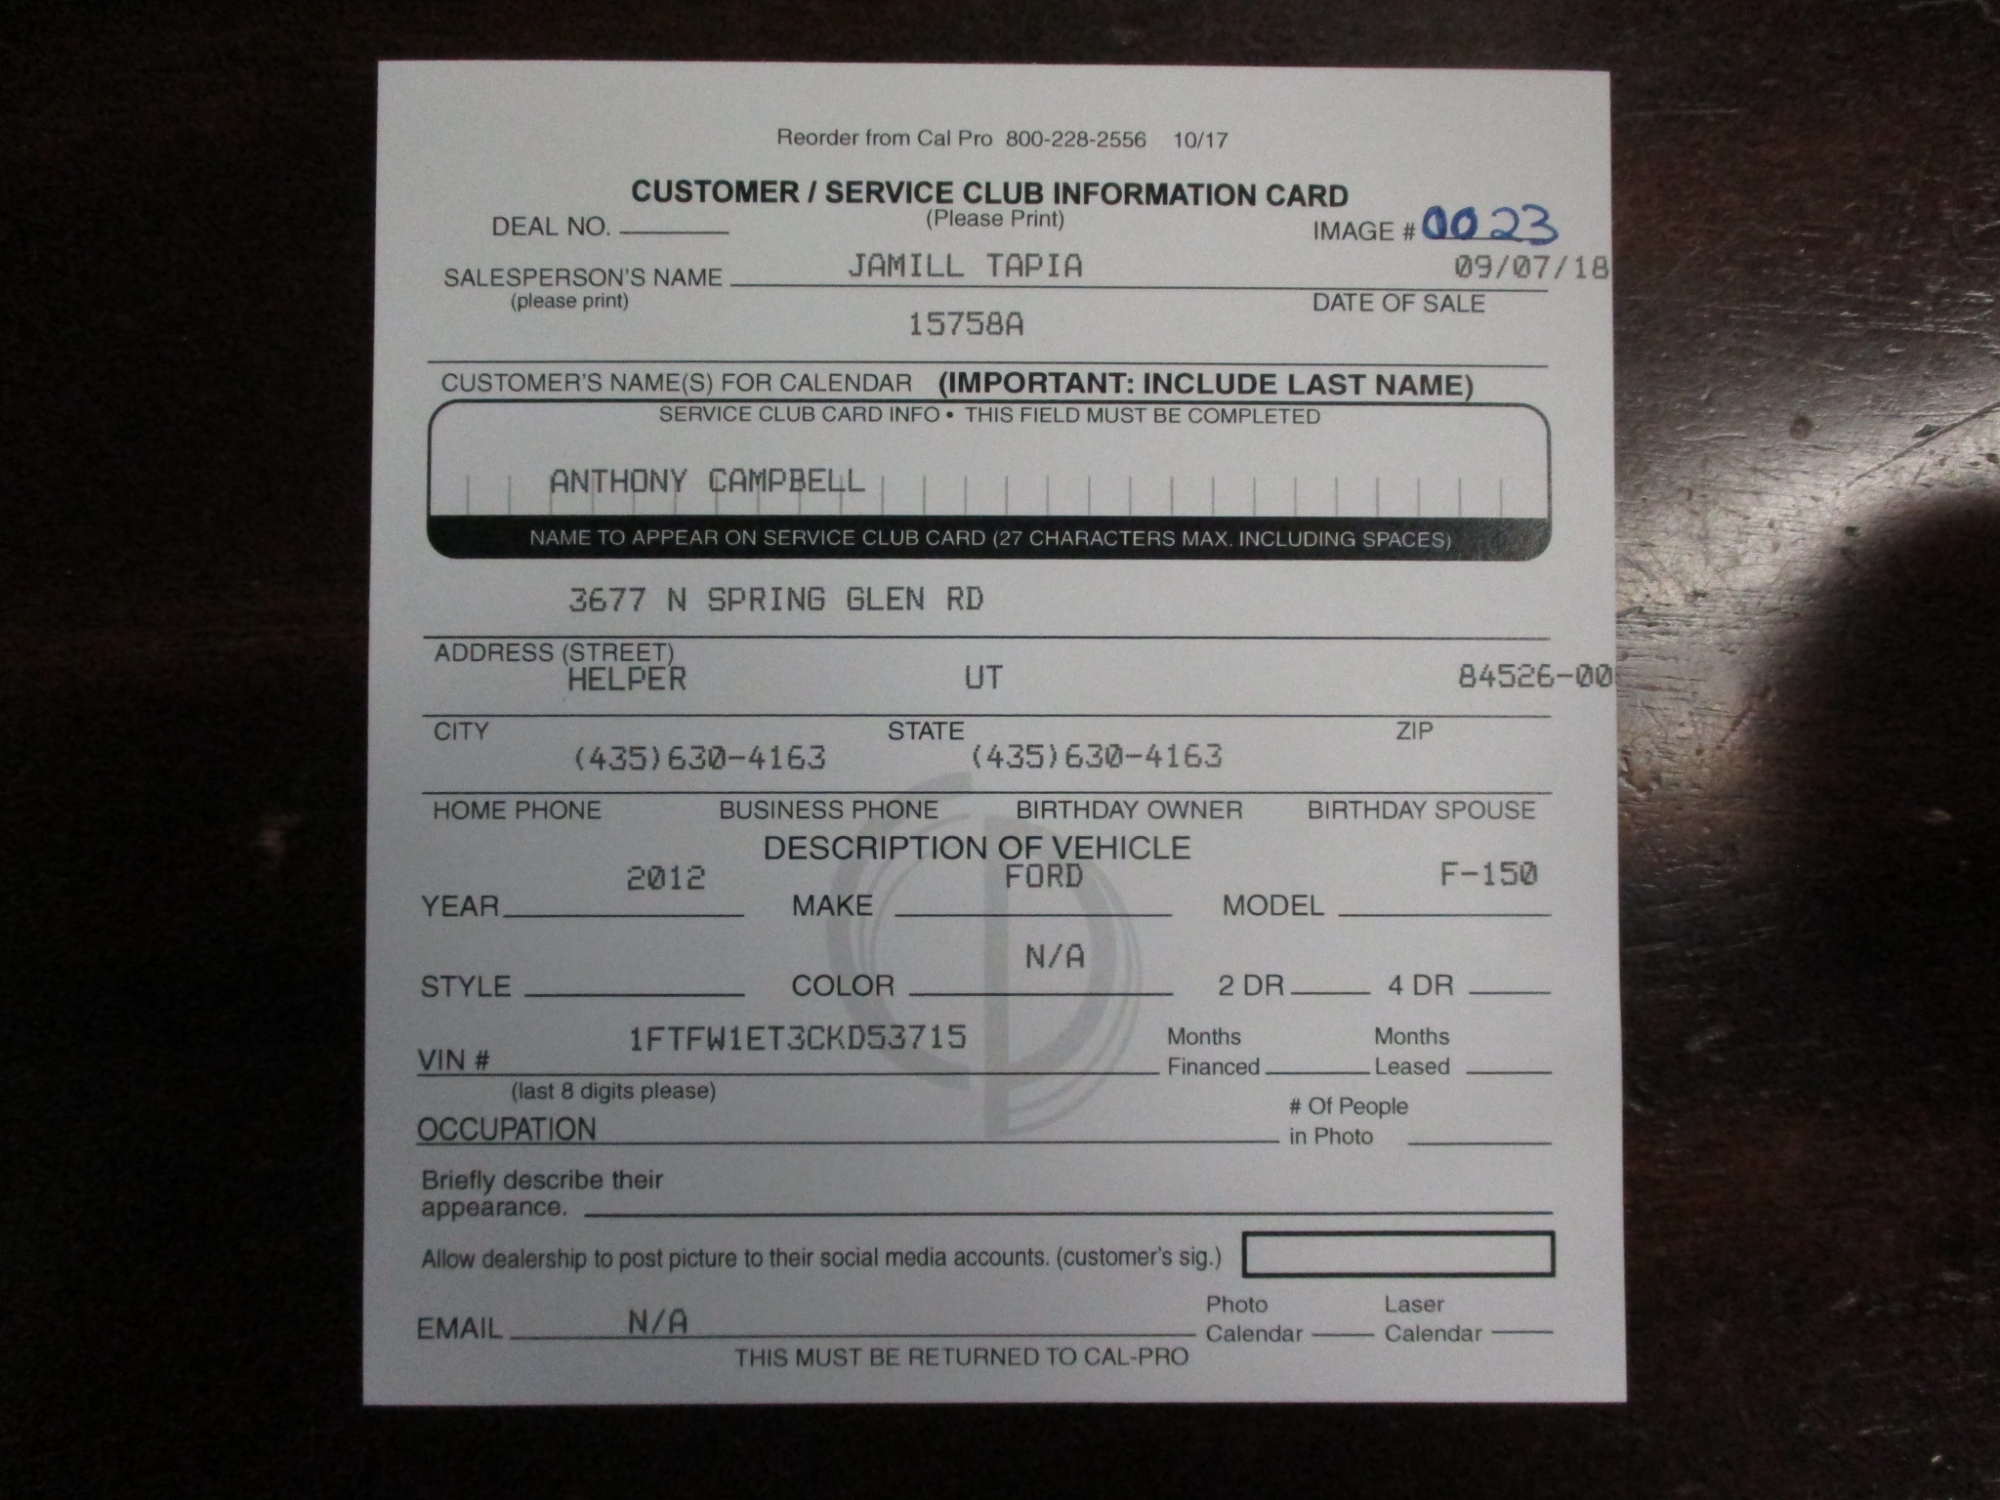 Reorder from Cal Pro 800-228-2556 10/17
CUSTOMER / SERVICE CLUB INFORMATION CARD
(Please Print)
DEAL NO. IMAGE # 0023
SALESPERSON'S NAME JAMILL TAPIA 09/07/18
(please print) DATE OF SALE
15758A
CUSTOMER'S NAME(S) FOR CALENDAR (IMPORTANT: INCLUDE LAST NAME)
SERVICE CLUB CARD INFO • THIS FIELD MUST BE COMPLETED
ANTHONY CAMPBELL
NAME TO APPEAR ON SERVICE CLUB CARD (27 CHARACTERS MAX. INCLUDING SPACES)
3677 N SPRING GLEN RD
ADDRESS (STREET)
HELPER UT 84526-00
CITY STATE ZIP
(435)630-4163 (435)630-4163
HOME PHONE BUSINESS PHONE BIRTHDAY OWNER BIRTHDAY SPOUSE
DESCRIPTION OF VEHICLE
YEAR 2012 MAKE FORD MODEL F-150
STYLE COLOR N/A 2 DR 4 DR
VIN # 1FTFW1ET3CKD53715 Months Financed Months Leased
(last 8 digits please)
OCCUPATION # Of People in Photo
Briefly describe their
appearance.
Allow dealership to post picture to their social media accounts. (customer's sig.)
EMAIL N/A Photo Calendar Laser Calendar
THIS MUST BE RETURNED TO CAL-PRO